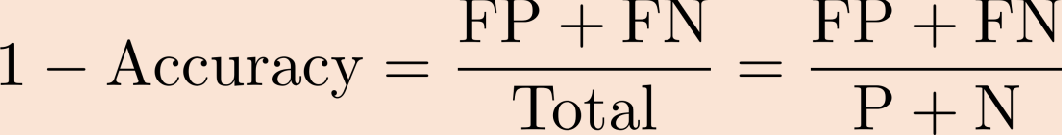 1 − Accuracy = FP + FN / Total = FP + FN / P + N